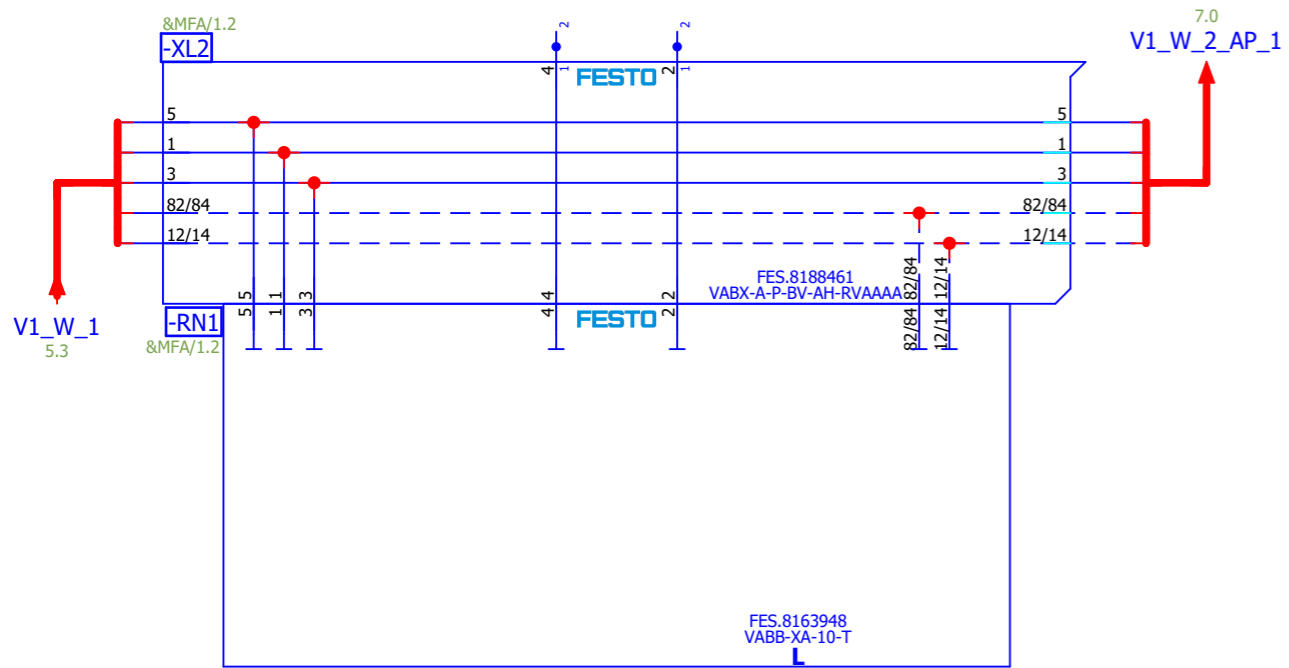 &MFA/1.2
-XL2
2
2
7.0
V1_W_2_AP_1
4
1
FESTO
2
1
5
5
1
1
3
3
82/84
82/84
12/14
12/14
FES.8188461
VABX-A-P-BV-AH-RVAAAA
5
1
3
4
2
82/84
12/14
V1_W_1
5.3
-RN1
&MFA/1.2
5
1
3
4
FESTO
2
82/84
12/14
FES.8163948
VABB-XA-10-T
L